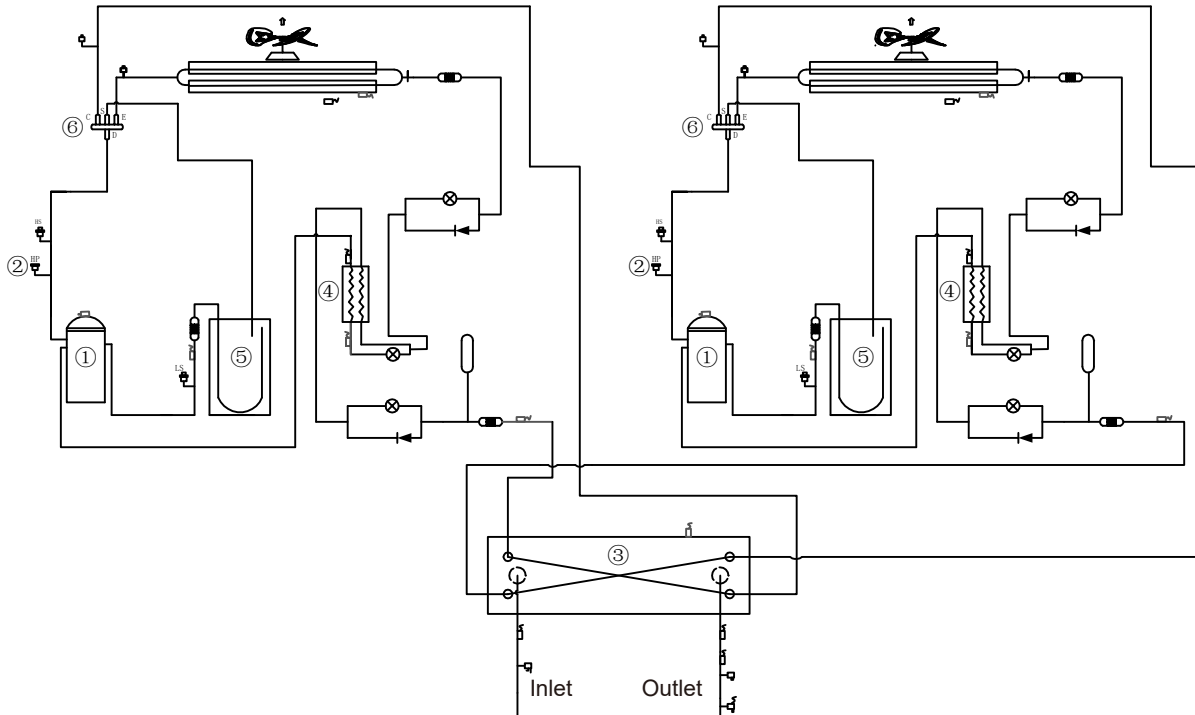 C S E C S E
⑥ D ⑥ D
HS HS
② HP ② HP
④ ④
① ⑤ ① ⑤
LS LS
③
Inlet Outlet